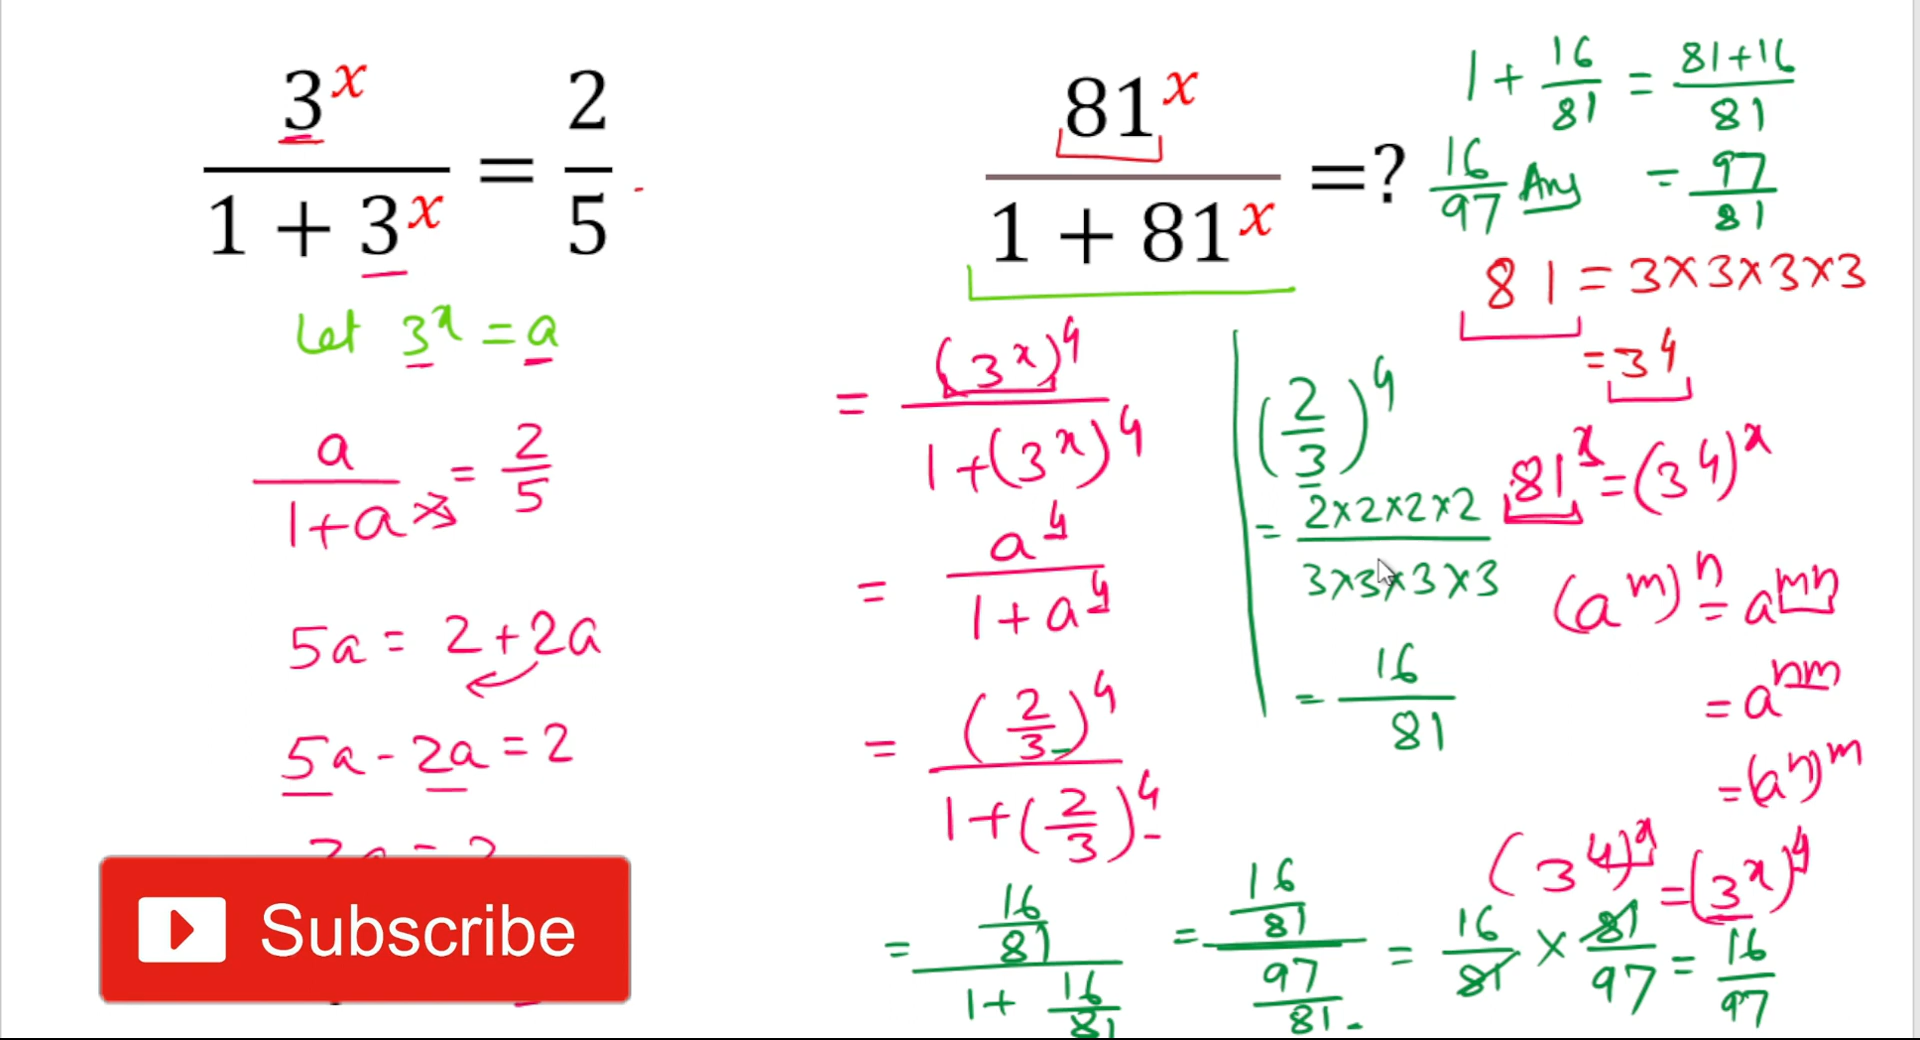 3^x / (1 + 3^x) = 2/5
Let 3^x = a
a / (1+a) = 2/5
5a = 2+2a
5a - 2a = 2
Subscribe
81^x / (1 + 81^x) =?
16/97 Ans
= (3^x)^4 / (1+(3^x)^4)
= a^4 / (1+a^4)
= (2/3)^4 / (1+(2/3)^4)
= (16/81) / (1+ 16/81)
= (16/81) / (97/81)
= 16/81 × 81/97 = 16/97
(2/3)^4
= 2×2×2×2 / 3×3×3×3
= 16/81
1 + 16/81 = 81+16 / 81
= 97/81
81 = 3×3×3×3
= 3^4
81^x = (3^4)^x
(a^m)^n = a^mn
= a^nm
= (a^n)^m
(3^4)^x = (3^x)^4